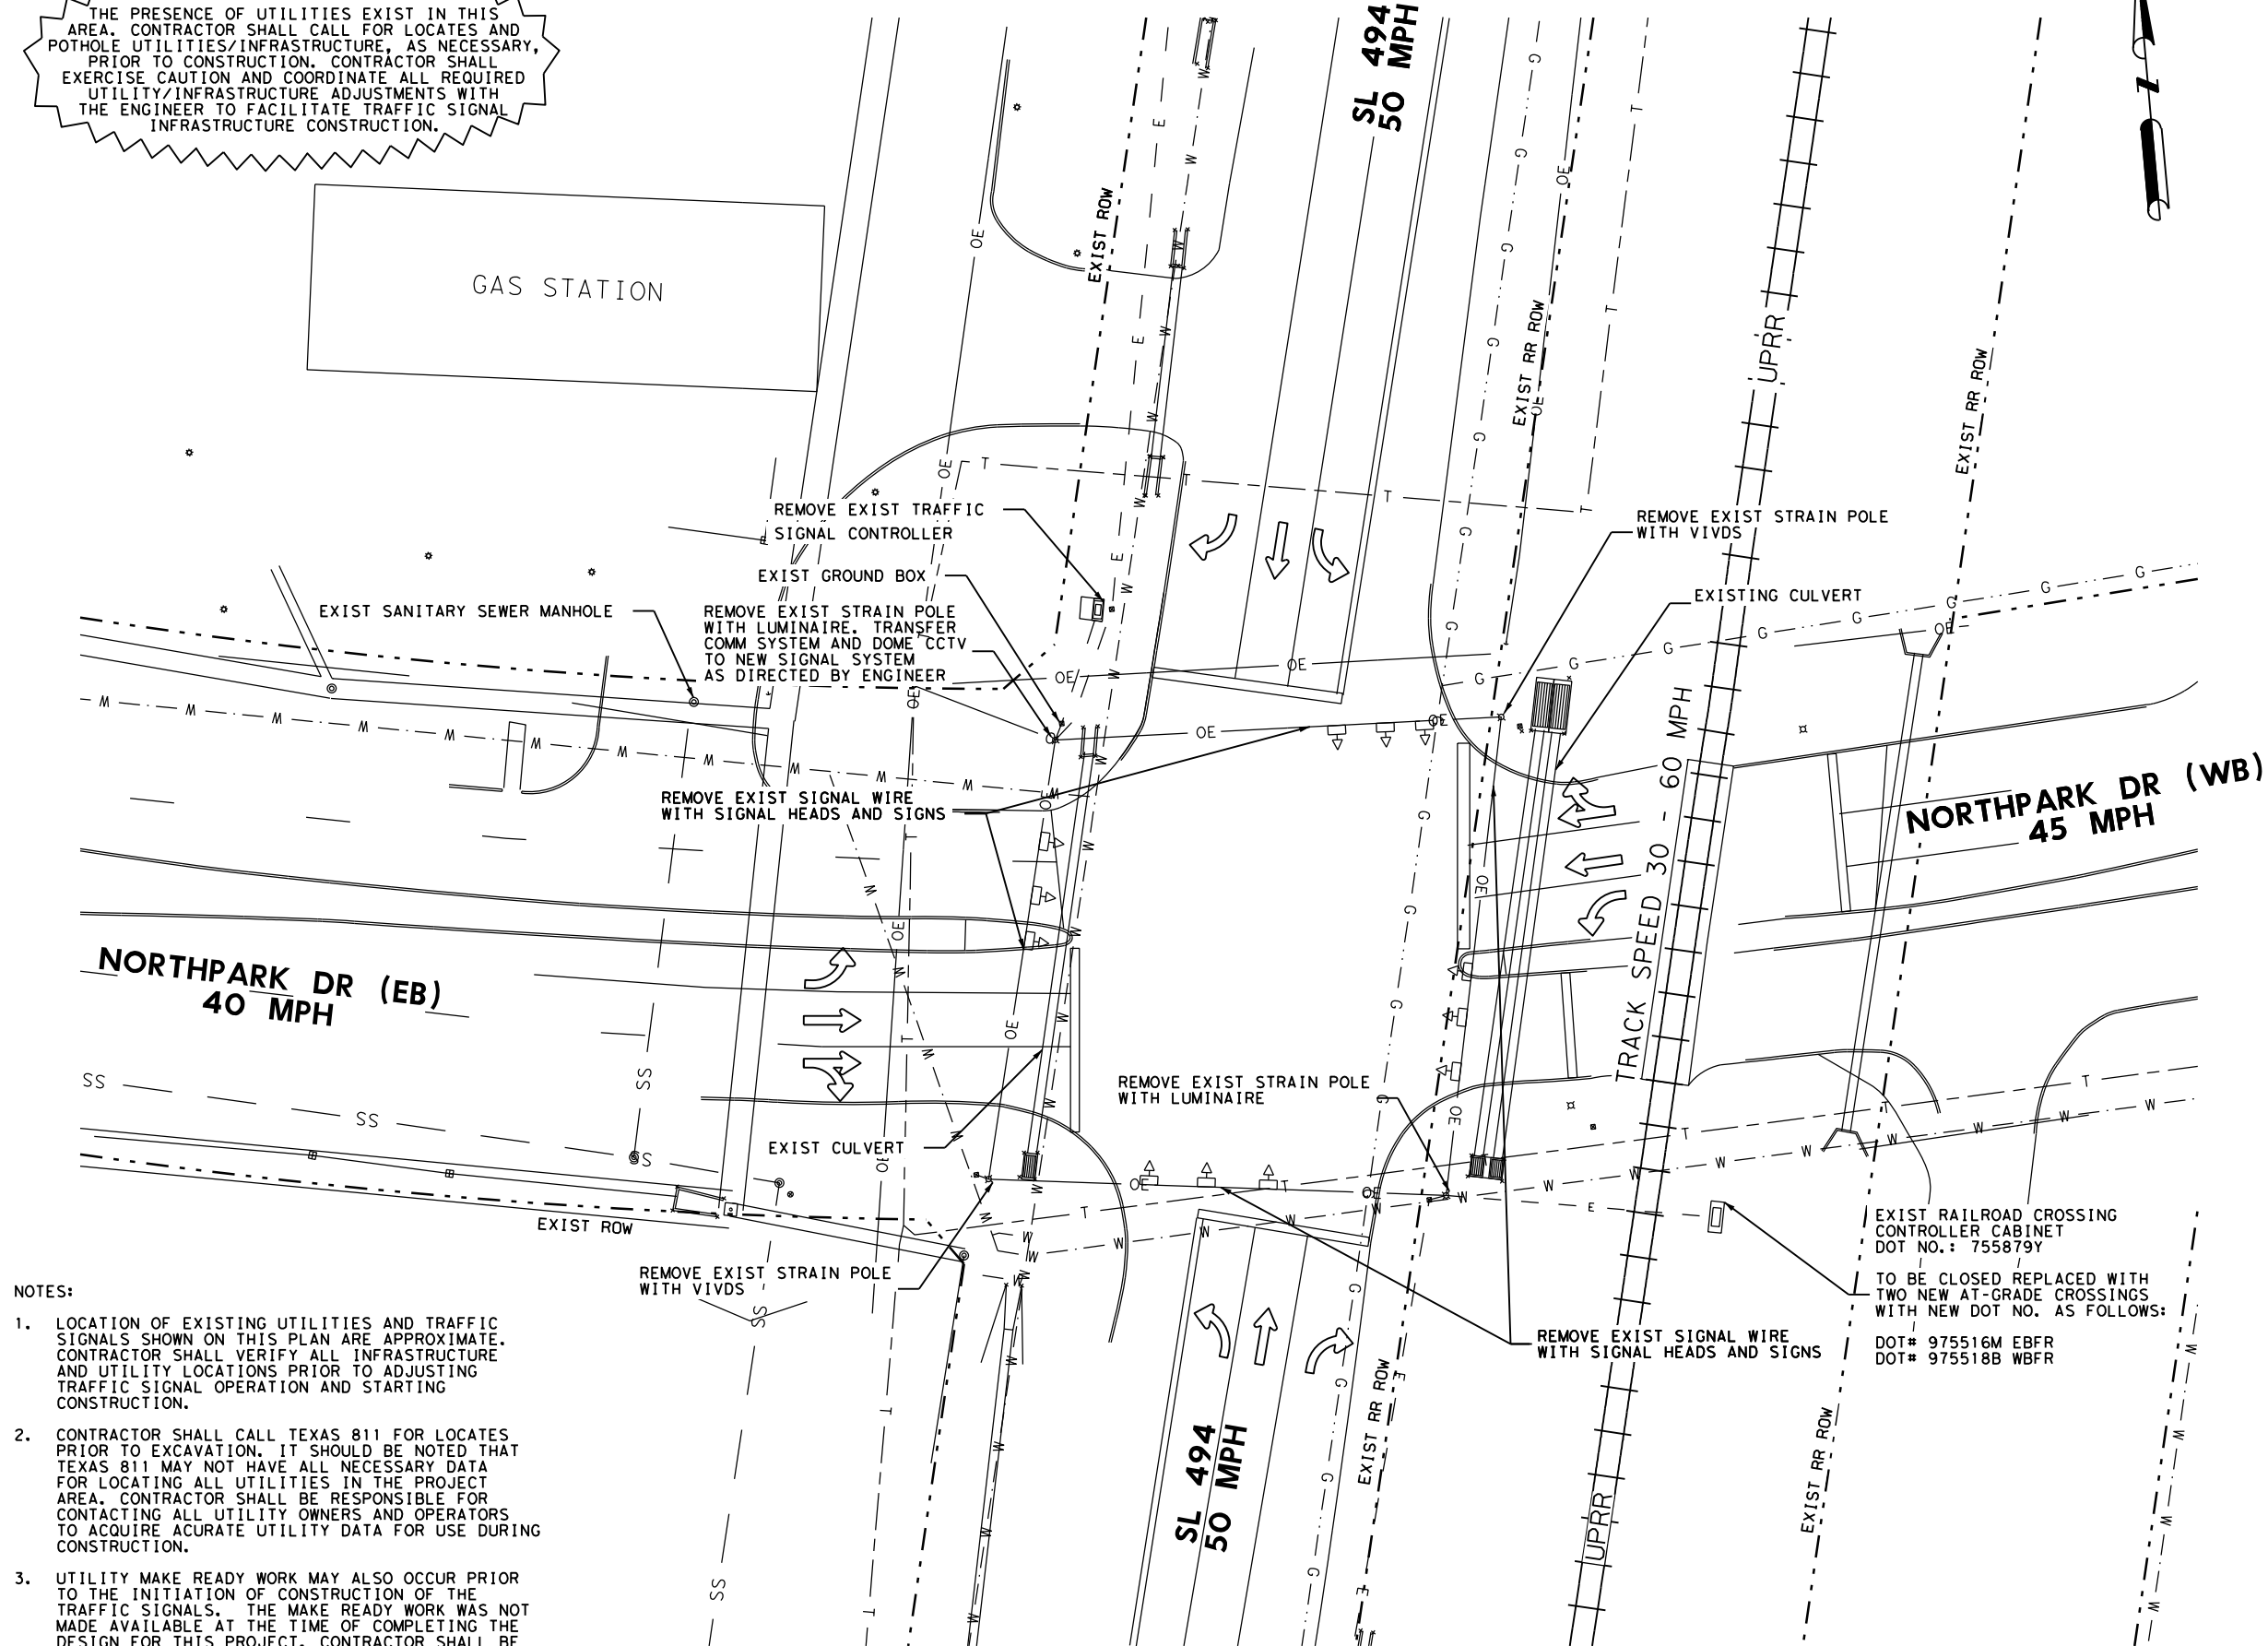 THE PRESENCE OF UTILITIES EXIST IN THIS
AREA. CONTRACTOR SHALL CALL FOR LOCATES AND
POTHOLE UTILITIES/INFRASTRUCTURE, AS NECESSARY,
PRIOR TO CONSTRUCTION. CONTRACTOR SHALL
EXERCISE CAUTION AND COORDINATE ALL REQUIRED
UTILITY/INFRASTRUCTURE ADJUSTMENTS WITH
THE ENGINEER TO FACILITATE TRAFFIC SIGNAL
INFRASTRUCTURE CONSTRUCTION.
SL 494
50 MPH
GAS STATION
EXIST ROW
EXIST RR ROW
UPRR
EXIST RR ROW
REMOVE EXIST TRAFFIC
SIGNAL CONTROLLER
EXIST GROUND BOX
EXIST SANITARY SEWER MANHOLE
REMOVE EXIST STRAIN POLE
WITH LUMINAIRE. TRANSFER
COMM SYSTEM AND DOME CCTV
TO NEW SIGNAL SYSTEM
AS DIRECTED BY ENGINEER
REMOVE EXIST STRAIN POLE
WITH VIVDS
EXISTING CULVERT
REMOVE EXIST SIGNAL WIRE
WITH SIGNAL HEADS AND SIGNS
NORTHPARK DR (WB)
45 MPH
TRACK SPEED 30 - 60 MPH
NORTHPARK DR (EB)
40 MPH
REMOVE EXIST STRAIN POLE
WITH LUMINAIRE
EXIST CULVERT
EXIST ROW
REMOVE EXIST STRAIN POLE
WITH VIVDS
EXIST RAILROAD CROSSING
CONTROLLER CABINET
DOT NO.: 755879Y
TO BE CLOSED REPLACED WITH
TWO NEW AT-GRADE CROSSINGS
WITH NEW DOT NO. AS FOLLOWS:
DOT# 975516M EBFR
DOT# 975518B WBFR
REMOVE EXIST SIGNAL WIRE
WITH SIGNAL HEADS AND SIGNS
SL 494
50 MPH
EXIST RR ROW
UPRR
EXIST RR ROW
NOTES:
1. LOCATION OF EXISTING UTILITIES AND TRAFFIC
SIGNALS SHOWN ON THIS PLAN ARE APPROXIMATE.
CONTRACTOR SHALL VERIFY ALL INFRASTRUCTURE
AND UTILITY LOCATIONS PRIOR TO ADJUSTING
TRAFFIC SIGNAL OPERATION AND STARTING
CONSTRUCTION.
2. CONTRACTOR SHALL CALL TEXAS 811 FOR LOCATES
PRIOR TO EXCAVATION. IT SHOULD BE NOTED THAT
TEXAS 811 MAY NOT HAVE ALL NECESSARY DATA
FOR LOCATING ALL UTILITIES IN THE PROJECT
AREA. CONTRACTOR SHALL BE RESPONSIBLE FOR
CONTACTING ALL UTILITY OWNERS AND OPERATORS
TO ACQUIRE ACURATE UTILITY DATA FOR USE DURING
CONSTRUCTION.
3. UTILITY MAKE READY WORK MAY ALSO OCCUR PRIOR
TO THE INITIATION OF CONSTRUCTION OF THE
TRAFFIC SIGNALS. THE MAKE READY WORK WAS NOT
MADE AVAILABLE AT THE TIME OF COMPLETING THE
DESIGN FOR THIS PROJECT. CONTRACTOR SHALL BE